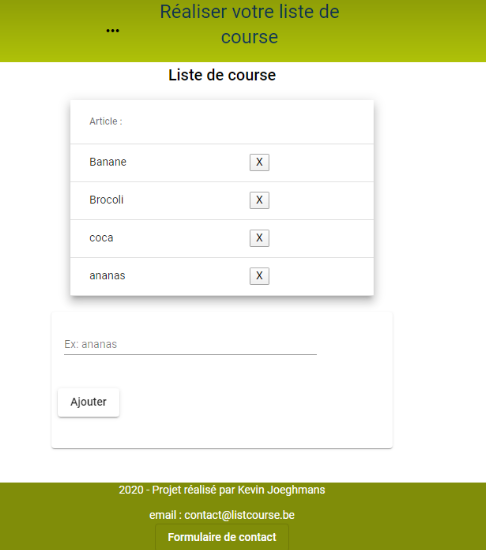 ...
Réaliser votre liste de
course
Liste de course
Article :
Banane X
Brocoli X
coca X
ananas X
Ex: ananas
Ajouter
2020 - Projet réalisé par Kevin Joeghmans
email : contact@listcourse.be
Formulaire de contact